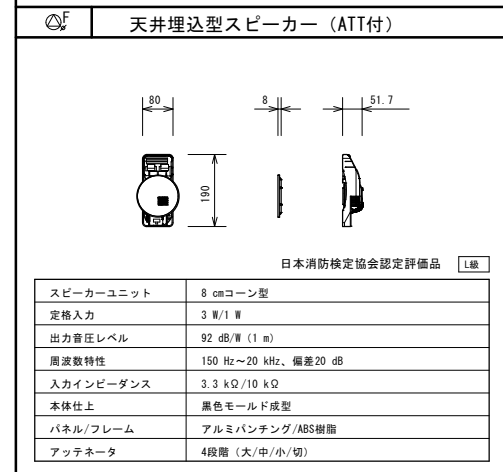 F
天井埋込型スピーカー（ATT付）
80
8
51.7
190
日本消防検定協会認定評価品 L級
スピーカーユニット 8 cmコーン型
定格入力 3 W/1 W
出力音圧レベル 92 dB/W (1 m)
周波数特性 150 Hz～20 kHz、偏差20 dB
入力インピーダンス 3.3 kΩ/10 kΩ
本体仕上 黒色モールド成型
パネル/フレーム アルミパンチング/ABS樹脂
アッテネータ 4段階（大/中/小/切）